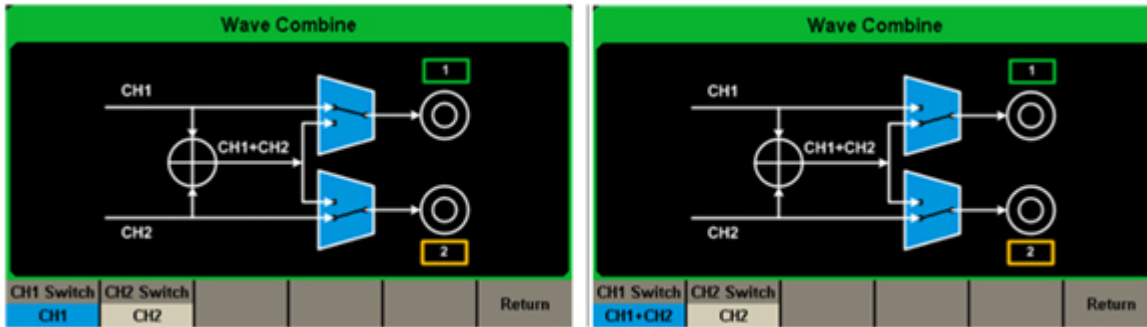 Wave Combine
1
CH1
CH1+CH2
CH2
2
CH1 Switch CH2 Switch
CH1 CH2
Return
Wave Combine
1
CH1
CH1+CH2
CH2
2
CH1 Switch CH2 Switch
CH1+CH2 CH2
Return